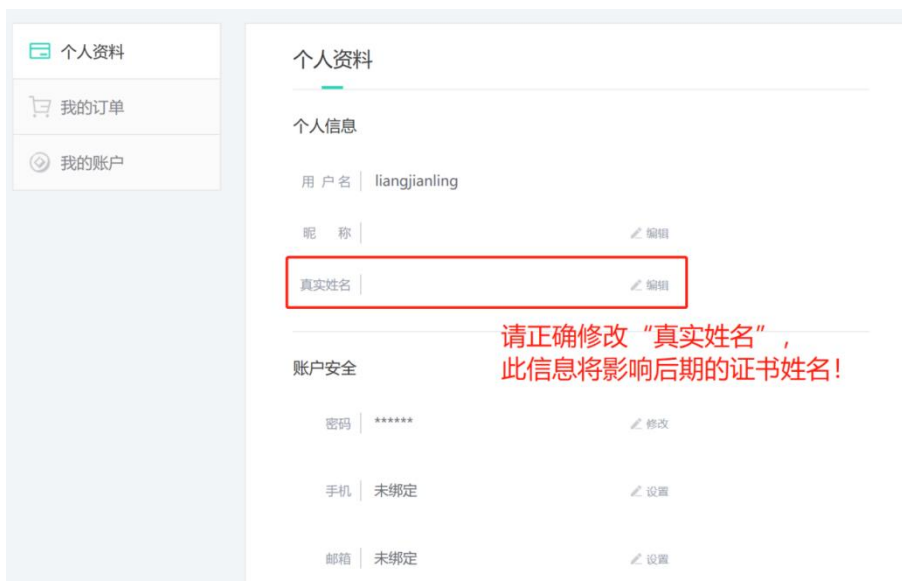 个人资料
我的订单
我的账户
个人资料
个人信息
用户名 liangjianling
昵 称 编辑
真实姓名 编辑
请正确修改“真实姓名”,
此信息将影响后期的证书姓名!
账户安全
密码 ****** 修改
手机 未绑定 设置
邮箱 未绑定 设置